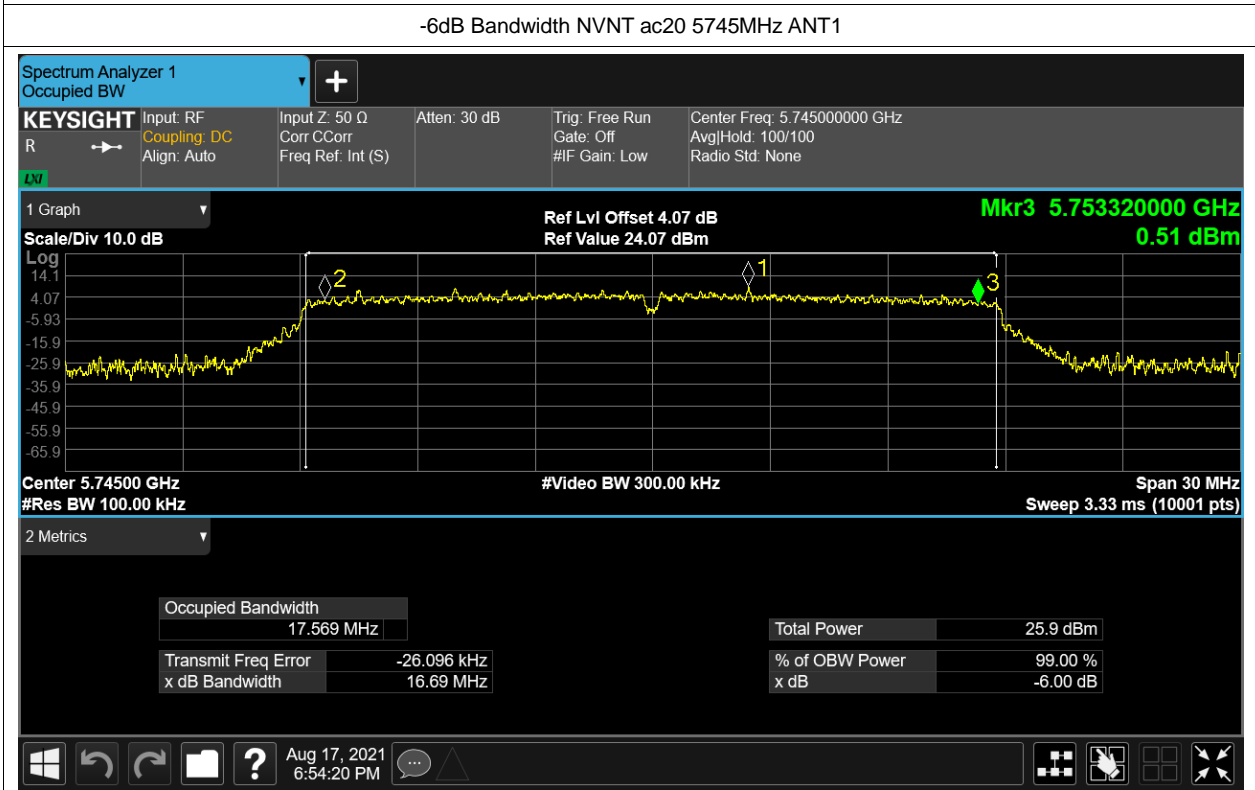 -6dB Bandwidth NVNT ac20 5745MHz ANT1
Spectrum Analyzer 1
Occupied BW
KEYSIGHT
R
LXI
Input: RF
Coupling: DC
Align: Auto
Input Z: 50 Ω
Corr CCorr
Freq Ref: Int (S)
Atten: 30 dB
Trig: Free Run
Gate: Off
#IF Gain: Low
Center Freq: 5.745000000 GHz
Avg|Hold: 100/100
Radio Std: None
1 Graph
Scale/Div 10.0 dB
Ref Lvl Offset 4.07 dB
Ref Value 24.07 dBm
Mkr3 5.753320000 GHz
0.51 dBm
Log
14.1
4.07
-5.93
-15.9
-25.9
-35.9
-45.9
-55.9
-65.9
2
1
3
Center 5.74500 GHz
#Res BW 100.00 kHz
#Video BW 300.00 kHz
Span 30 MHz
Sweep 3.33 ms (10001 pts)
2 Metrics
Occupied Bandwidth
17.569 MHz
Transmit Freq Error -26.096 kHz
x dB Bandwidth 16.69 MHz
Total Power 25.9 dBm
% of OBW Power 99.00 %
x dB -6.00 dB
?
Aug 17, 2021
6:54:20 PM